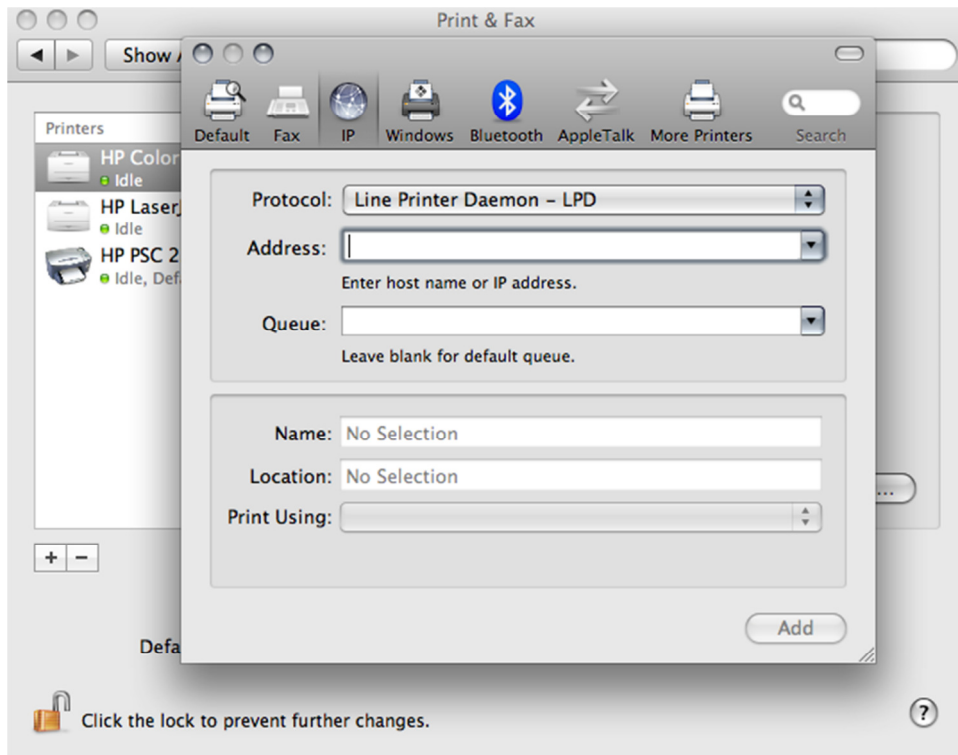 Print & Fax
Show
Default
Fax
IP
Windows
Bluetooth
AppleTalk
More Printers
Search
Printers
HP Color
Idle
HP Laser
Idle
HP PSC 2
Idle,
Protocol: Line Printer Daemon – LPD
Address:
Enter host name or IP address.
Queue:
Leave blank for default queue.
Name: No Selection
Location: No Selection
Print Using:
...
+ −
Add
Defa
Click the lock to prevent further changes.
?